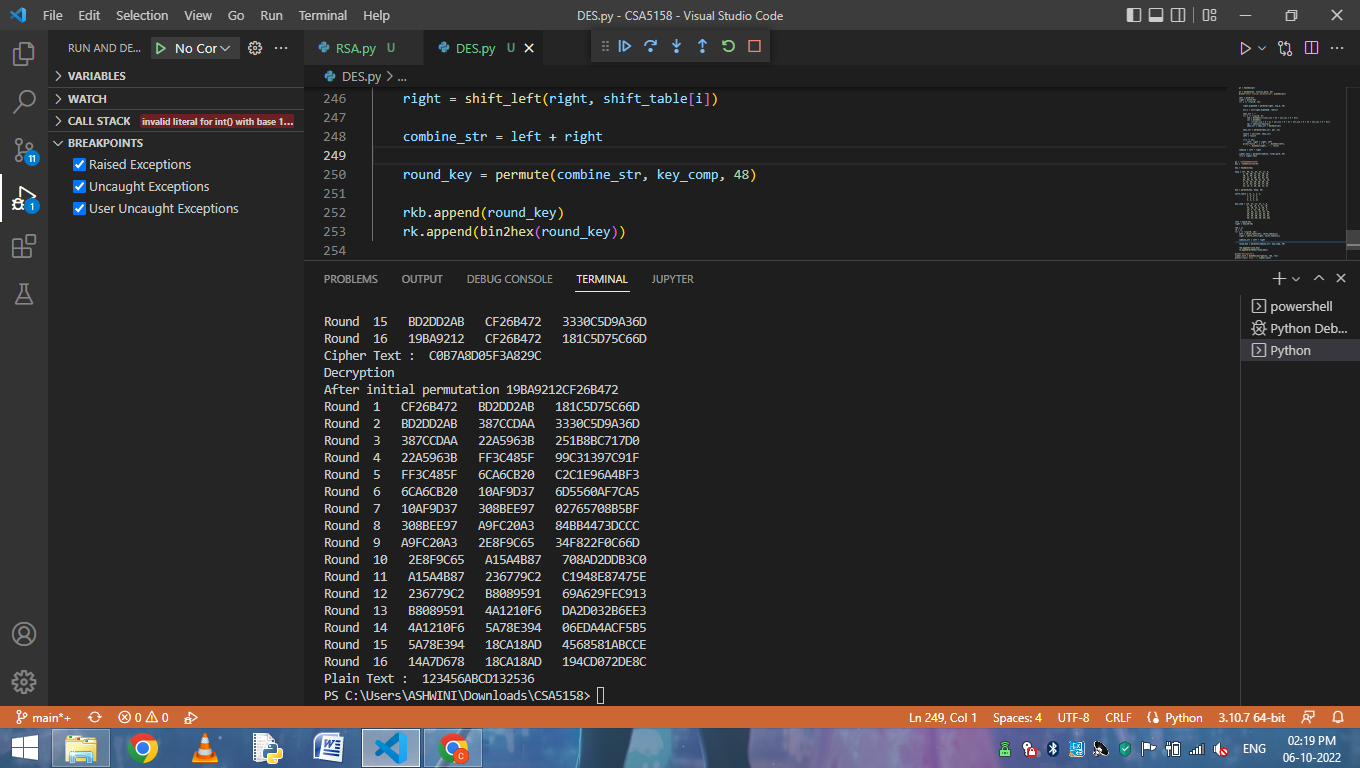 File Edit Selection View Go Run Terminal Help DES.py - CSA5158 - Visual Studio Code
RUN AND DE... No Cor ...
VARIABLES
WATCH
CALL STACK invalid literal for int() with base 1...
BREAKPOINTS
Raised Exceptions
Uncaught Exceptions
User Uncaught Exceptions
11
1
RSA.py U DES.py U
DES.py > ...
246 right = shift_left(right, shift_table[i])
247
248 combine_str = left + right
249
250 round_key = permute(combine_str, key_comp, 48)
251
252 rkb.append(round_key)
253 rk.append(bin2hex(round_key))
254
PROBLEMS OUTPUT DEBUG CONSOLE TERMINAL JUPYTER
powershell
Python Deb...
Python
Round 15 BD2DD2AB CF26B472 3330C5D9A36D
Round 16 19BA9212 CF26B472 181C5D75C66D
Cipher Text : C0B7A8D05F3A829C
Decryption
After initial permutation 19BA9212CF26B472
Round 1 CF26B472 BD2DD2AB 181C5D75C66D
Round 2 BD2DD2AB 387CCDAA 3330C5D9A36D
Round 3 387CCDAA 22A5963B 251B8BC717D0
Round 4 22A5963B FF3C485F 99C31397C91F
Round 5 FF3C485F 6CA6CB20 C2C1E96A4BF3
Round 6 6CA6CB20 10AF9D37 6D5560AF7CA5
Round 7 10AF9D37 308BEE97 02765708B5BF
Round 8 308BEE97 A9FC20A3 84BB4473DCCC
Round 9 A9FC20A3 2E8F9C65 34F822F0C66D
Round 10 2E8F9C65 A15A4B87 708AD2DDB3C0
Round 11 A15A4B87 236779C2 C1948E87475E
Round 12 236779C2 B8089591 69A629FEC913
Round 13 B8089591 4A1210F6 DA2D032B6EE3
Round 14 4A1210F6 5A78E394 06EDA4ACF5B5
Round 15 5A78E394 18CA18AD 4568581ABCCE
Round 16 14A7D678 18CA18AD 194CD072DE8C
Plain Text : 123456ABCD132536
PS C:\Users\ASHWINI\Downloads\CSA5158>
main*+ 0 0 Ln 249, Col 1 Spaces: 4 UTF-8 CRLF Python 3.10.7 64-bit
ENG 02:19 PM
06-10-2022